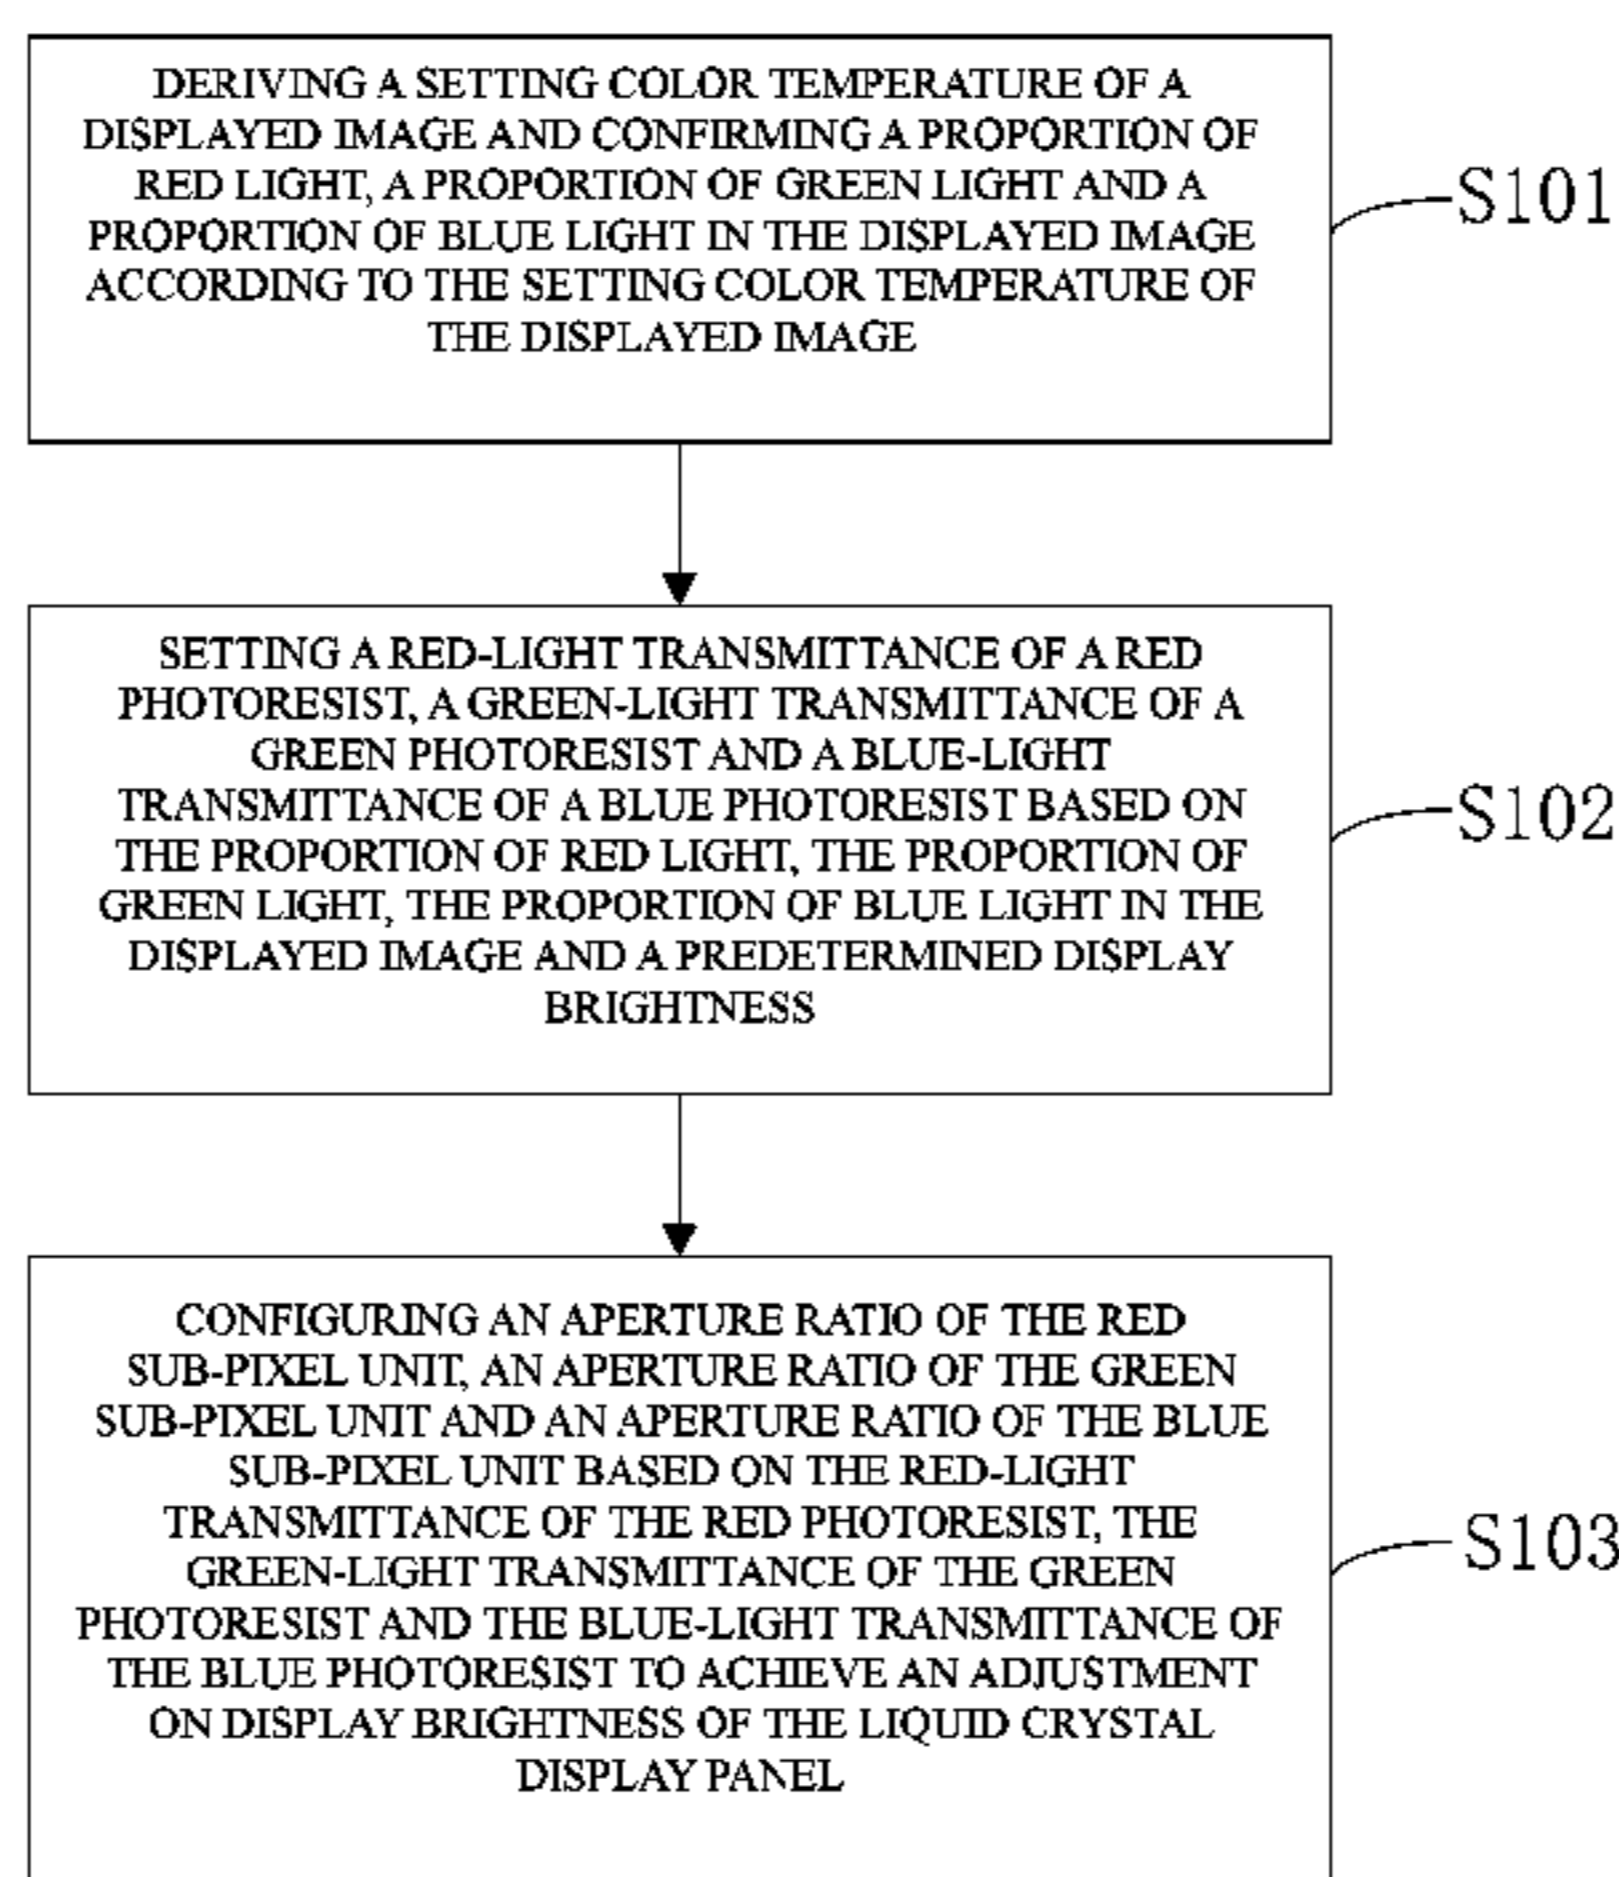 DERIVING A SETTING COLOR TEMPERATURE OF A
DISPLAYED IMAGE AND CONFIRMING A PROPORTION OF
RED LIGHT, A PROPORTION OF GREEN LIGHT AND A
PROPORTION OF BLUE LIGHT IN THE DISPLAYED IMAGE
ACCORDING TO THE SETTING COLOR TEMPERATURE OF
THE DISPLAYED IMAGE
S101
SETTING A RED-LIGHT TRANSMITTANCE OF A RED
PHOTORESIST, A GREEN-LIGHT TRANSMITTANCE OF A
GREEN PHOTORESIST AND A BLUE-LIGHT
TRANSMITTANCE OF A BLUE PHOTORESIST BASED ON
THE PROPORTION OF RED LIGHT, THE PROPORTION OF
GREEN LIGHT, THE PROPORTION OF BLUE LIGHT IN THE
DISPLAYED IMAGE AND A PREDETERMINED DISPLAY
BRIGHTNESS
S102
CONFIGURING AN APERTURE RATIO OF THE RED
SUB-PIXEL UNIT, AN APERTURE RATIO OF THE GREEN
SUB-PIXEL UNIT AND AN APERTURE RATIO OF THE BLUE
SUB-PIXEL UNIT BASED ON THE RED-LIGHT
TRANSMITTANCE OF THE RED PHOTORESIST, THE
GREEN-LIGHT TRANSMITTANCE OF THE GREEN
PHOTORESIST AND THE BLUE-LIGHT TRANSMITTANCE OF
THE BLUE PHOTORESIST TO ACHIEVE AN ADJUSTMENT
ON DISPLAY BRIGHTNESS OF THE LIQUID CRYSTAL
DISPLAY PANEL
S103